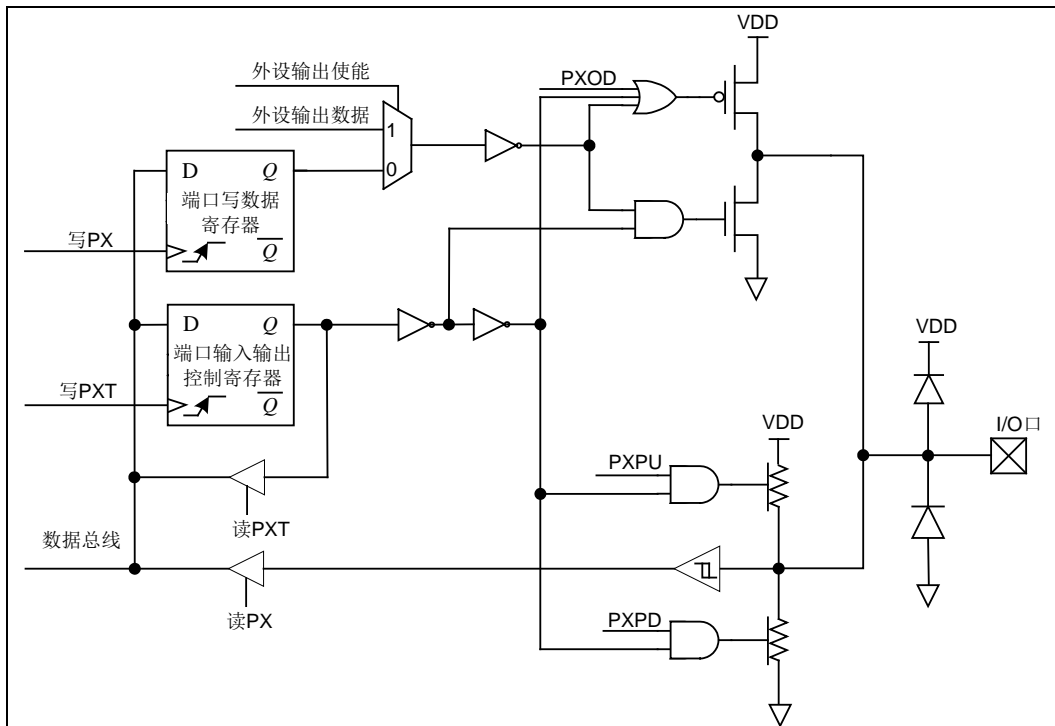 VDD
外设输出使能
PXOD
外设输出数据
1
D
Q
0
端口写数据
寄存器
写PX
Q
D
Q
端口输入输出
控制寄存器
写PXT
Q
VDD
VDD
I/O口
PXPU
读PXT
数据总线
读PX
PXPD